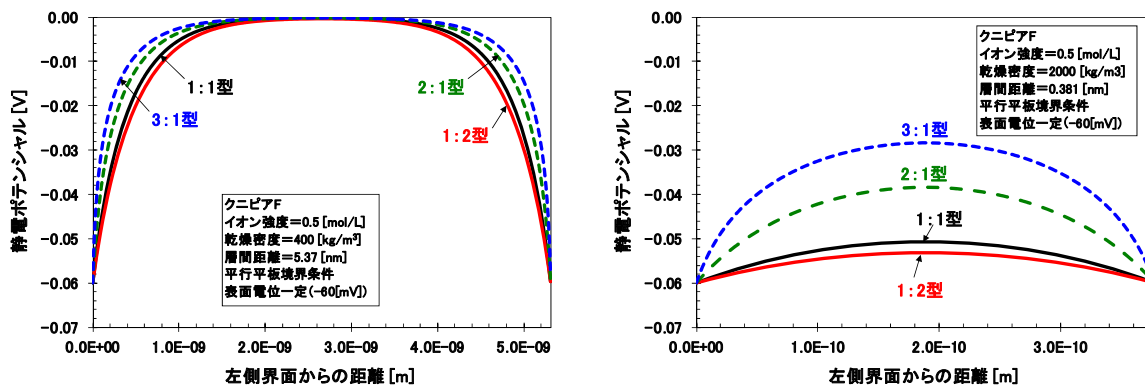 0.00
-0.01
-0.02
-0.03
-0.04
-0.05
-0.06
-0.07
静電ポテンシャル [V]
1:1型
3:1型
2:1型
1:2型
クニピアF
イオン強度=0.5 [mol/L]
乾燥密度=400 [kg/m³]
層間距離=5.37 [nm]
平行平板境界条件
表面電位一定(-60[mV])
0.0E+00 1.0E-09 2.0E-09 3.0E-09 4.0E-09 5.0E-09
左側界面からの距離 [m]
0.00
-0.01
-0.02
-0.03
-0.04
-0.05
-0.06
-0.07
静電ポテンシャル [V]
クニピアF
イオン強度=0.5 [mol/L]
乾燥密度=2000 [kg/m3]
層間距離=0.381 [nm]
平行平板境界条件
表面電位一定(-60[mV])
3:1型
2:1型
1:1型
1:2型
0.0E+00 1.0E-10 2.0E-10 3.0E-10
左側界面からの距離 [m]